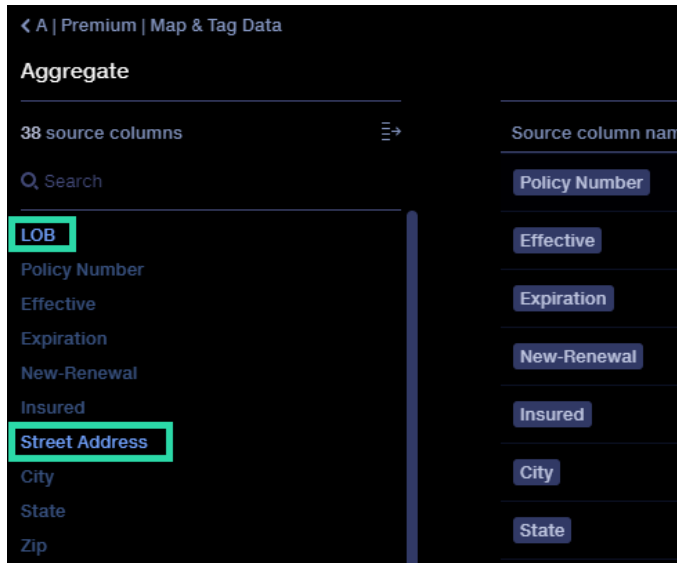 A | Premium | Map & Tag Data
Aggregate
38 source columns
Search
LOB
Policy Number
Effective
Expiration
New-Renewal
Insured
Street Address
City
State
Zip
Source column nam
Policy Number
Effective
Expiration
New-Renewal
Insured
City
State